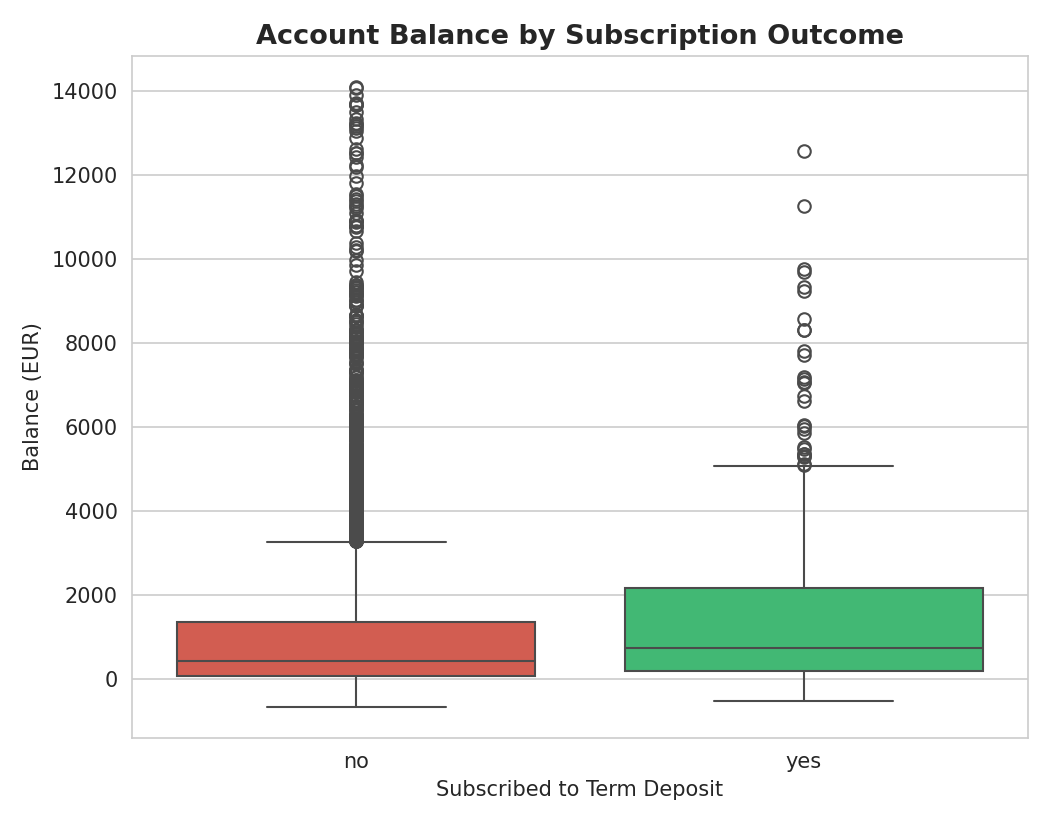 Account Balance by Subscription Outcome
14000
12000
10000
8000
6000
4000
2000
0
Balance (EUR)
no
yes
Subscribed to Term Deposit